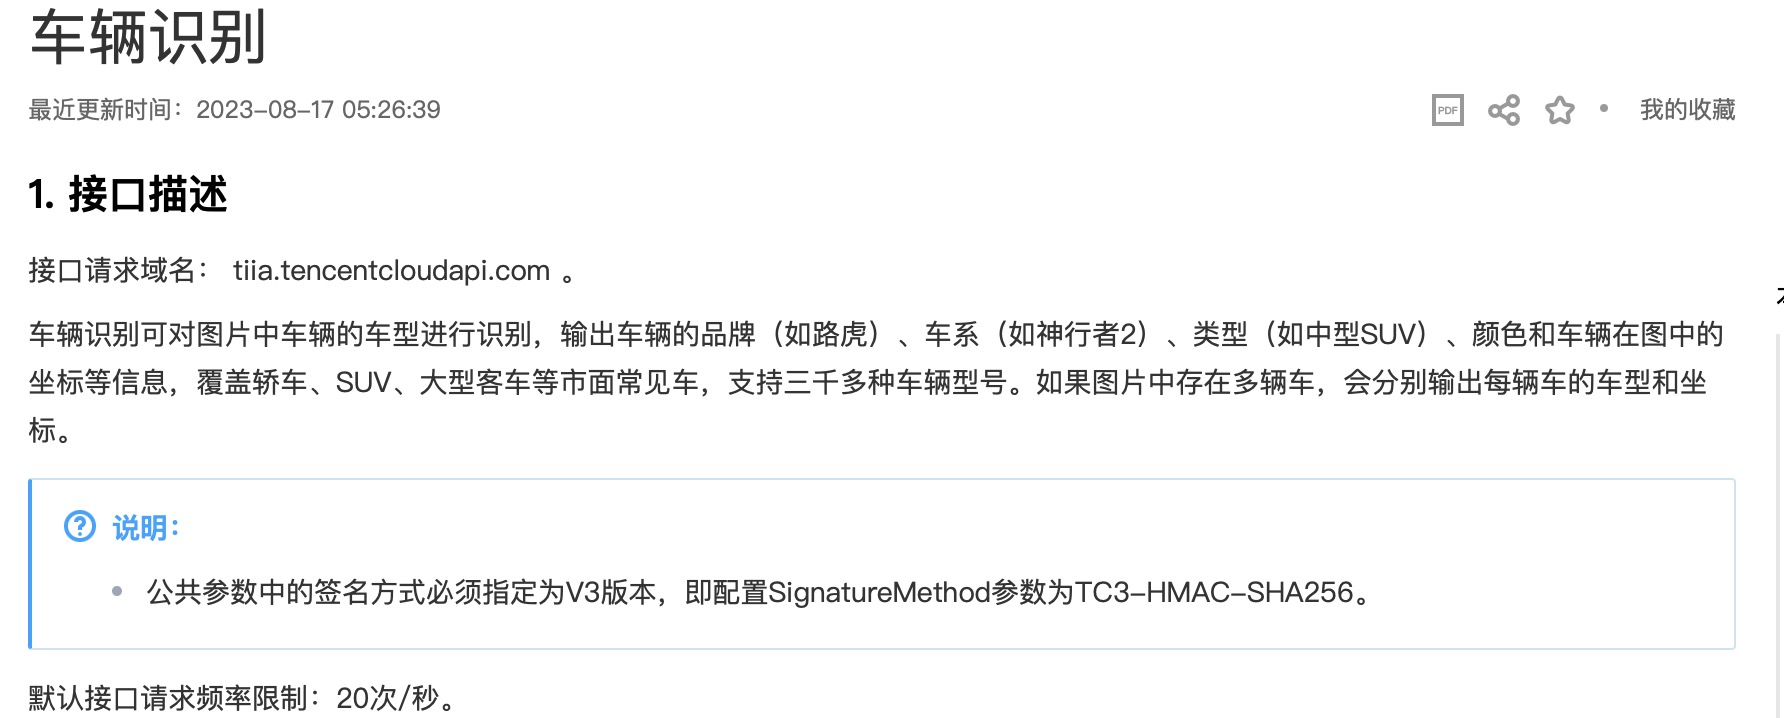 车辆识别
最近更新时间：2023-08-17 05:26:39
PDF
我的收藏
1. 接口描述
接口请求域名： tiia.tencentcloudapi.com 。
车辆识别可对图片中车辆的车型进行识别，输出车辆的品牌（如路虎）、车系（如神行者2）、类型（如中型SUV）、颜色和车辆在图中的
坐标等信息，覆盖轿车、SUV、大型客车等市面常见车，支持三千多种车辆型号。如果图片中存在多辆车，会分别输出每辆车的车型和坐
标。
说明：
公共参数中的签名方式必须指定为V3版本，即配置SignatureMethod参数为TC3-HMAC-SHA256。
默认接口请求频率限制：20次/秒。